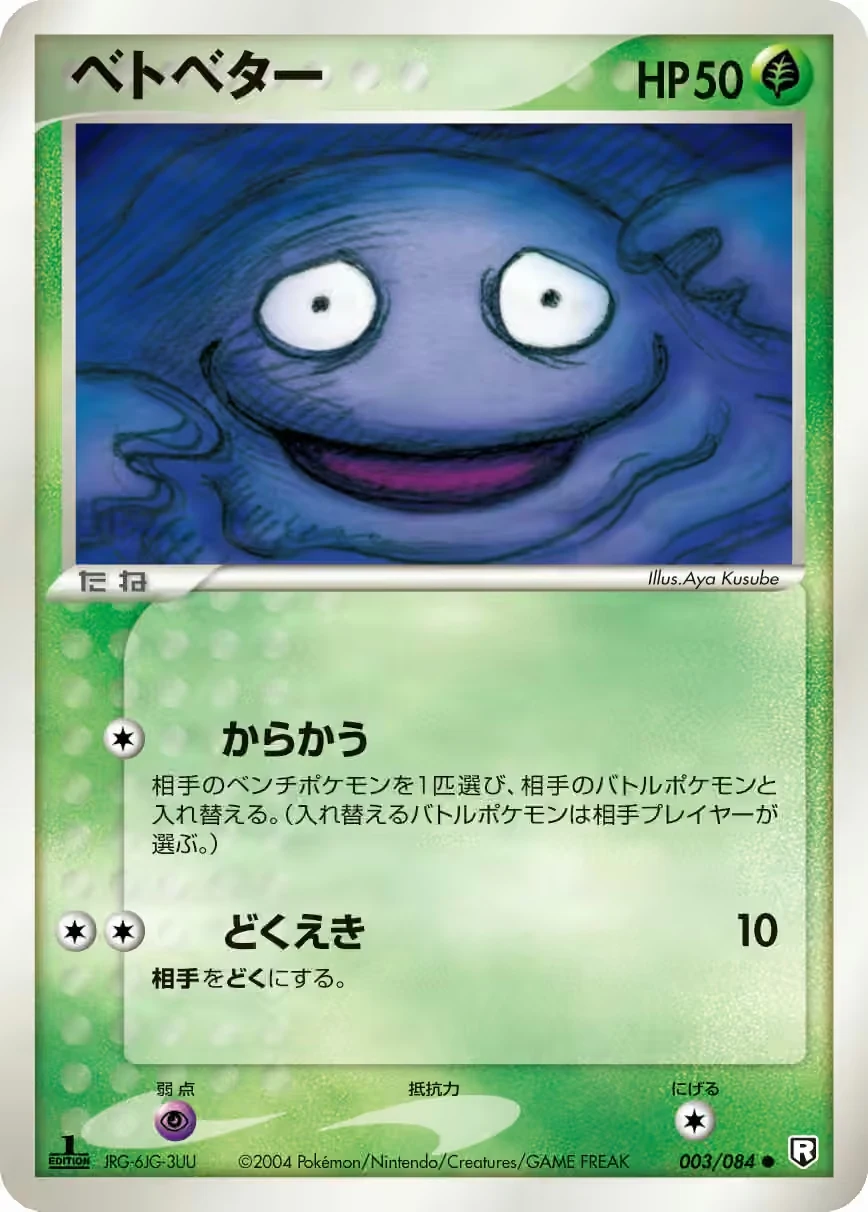 ベトベター HP50
たね
Illus.Aya Kusube
からかう
相手のベンチポケモンを1匹選び、相手のバトルポケモンと
入れ替える。(入れ替えるバトルポケモンは相手プレイヤーが
選ぶ。)
どくえき 10
相手をどくにする。
弱点 抵抗力 にげる
1 EDITION JRG-6JG-3UU ©2004 Pokémon/Nintendo/Creatures/GAME FREAK 003/084 ● R